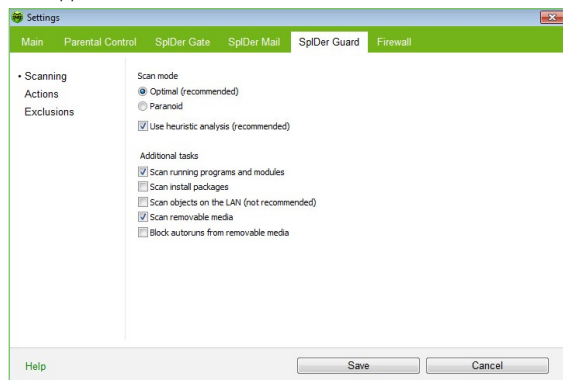 Settings
Main Parental Control SpIDer Gate SpIDer Mail SpIDer Guard Firewall
Scanning
Actions
Exclusions
Scan mode
Optimal (recommended)
Paranoid
Use heuristic analysis (recommended)
Additional tasks
Scan running programs and modules
Scan install packages
Scan objects on the LAN (not recommended)
Scan removable media
Block autoruns from removable media
Help Save Cancel